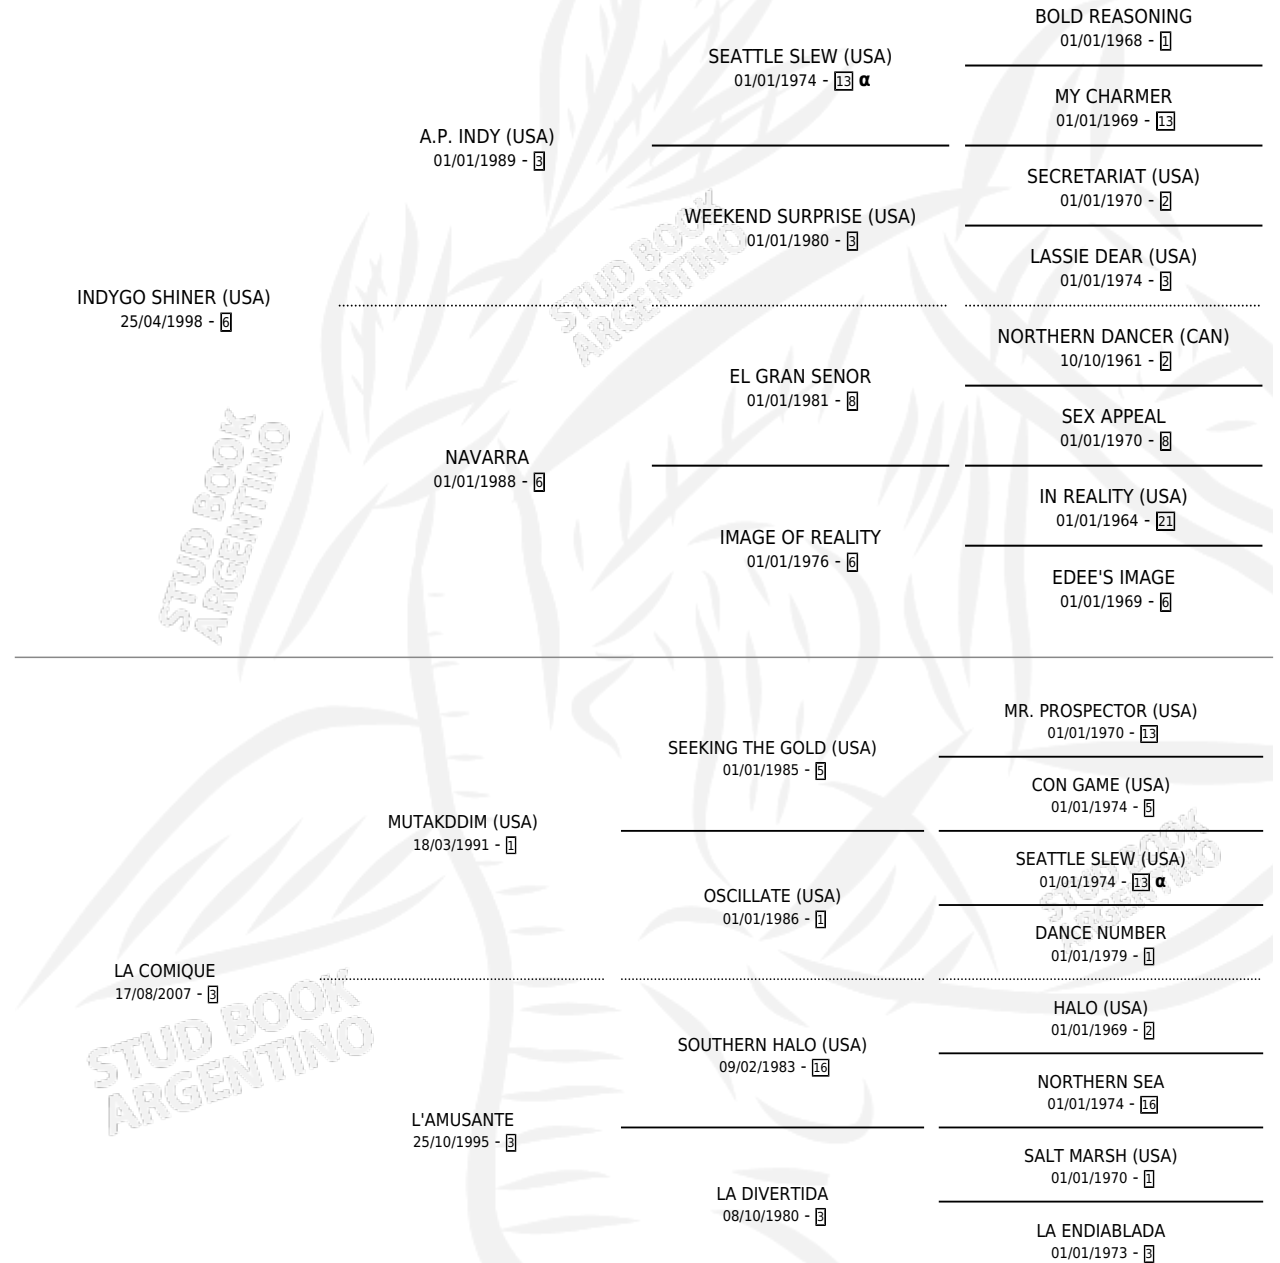 BOLD REASONING
01/01/1968 - 1
SEATTLE SLEW (USA)
01/01/1974 - 13 α
MY CHARMER
01/01/1969 - 13
A.P. INDY (USA)
01/01/1989 - 3
SECRETARIAT (USA)
01/01/1970 - 2
WEEKEND SURPRISE (USA)
01/01/1980 - 3
LASSIE DEAR (USA)
01/01/1974 - 3
INDYGO SHINER (USA)
25/04/1998 - 6
NORTHERN DANCER (CAN)
10/10/1961 - 2
EL GRAN SENOR
01/01/1981 - 8
SEX APPEAL
01/01/1970 - 8
NAVARRA
01/01/1988 - 6
IN REALITY (USA)
01/01/1964 - 21
IMAGE OF REALITY
01/01/1976 - 6
EDEE'S IMAGE
01/01/1969 - 6
STUD BOOK
ARGENTINO
STUD BOOK
ARGENTINO
MR. PROSPECTOR (USA)
01/01/1970 - 13
SEEKING THE GOLD (USA)
01/01/1985 - 5
CON GAME (USA)
01/01/1974 - 5
MUTAKDDIM (USA)
18/03/1991 - 1
SEATTLE SLEW (USA)
01/01/1974 - 13 α
OSCILLATE (USA)
01/01/1986 - 1
DANCE NUMBER
01/01/1979 - 1
LA COMIQUE
17/08/2007 - 3
HALO (USA)
01/01/1969 - 2
SOUTHERN HALO (USA)
09/02/1983 - 16
NORTHERN SEA
01/01/1974 - 16
L'AMUSANTE
25/10/1995 - 3
SALT MARSH (USA)
01/01/1970 - 1
LA DIVERTIDA
08/10/1980 - 3
LA ENDIABLADA
01/01/1973 - 3
STUD BOOK
ARGENTINO
STUD BOOK
ARGENTINO